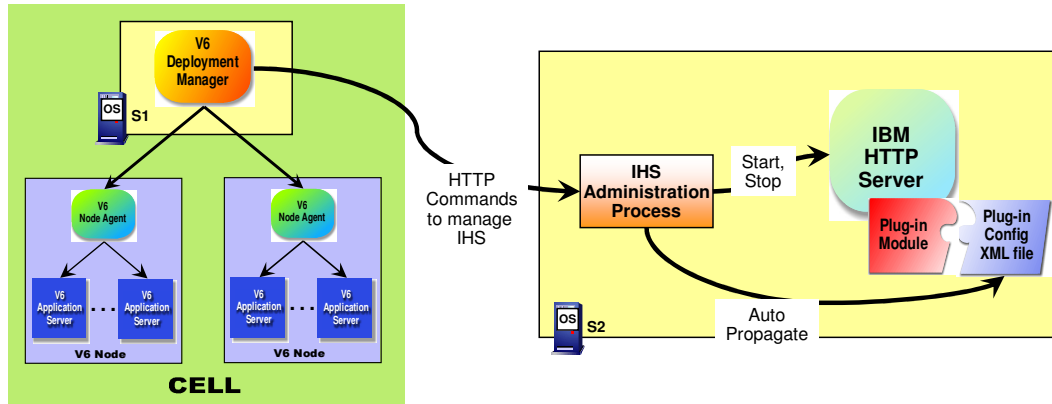 V6
Deployment
Manager
OS
S1
V6
Node Agent
V6
Node Agent
V6
Application
Server
...
V6
Application
Server
V6
Application
Server
...
V6
Application
Server
V6 Node
V6 Node
CELL
HTTP
Commands
to manage
IHS
IHS
Administration
Process
Start,
Stop
IBM
HTTP
Server
Plug-in
Module
Plug-in
Config
XML file
Auto
Propagate
OS
S2